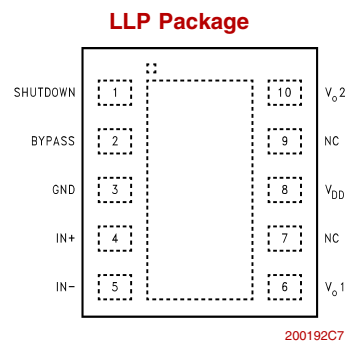 LLP Package
SHUTDOWN 1 10 Vo2
BYPASS 2 9 NC
GND 3 8 VDD
IN+ 4 7 NC
IN- 5 6 Vo1
200192C7